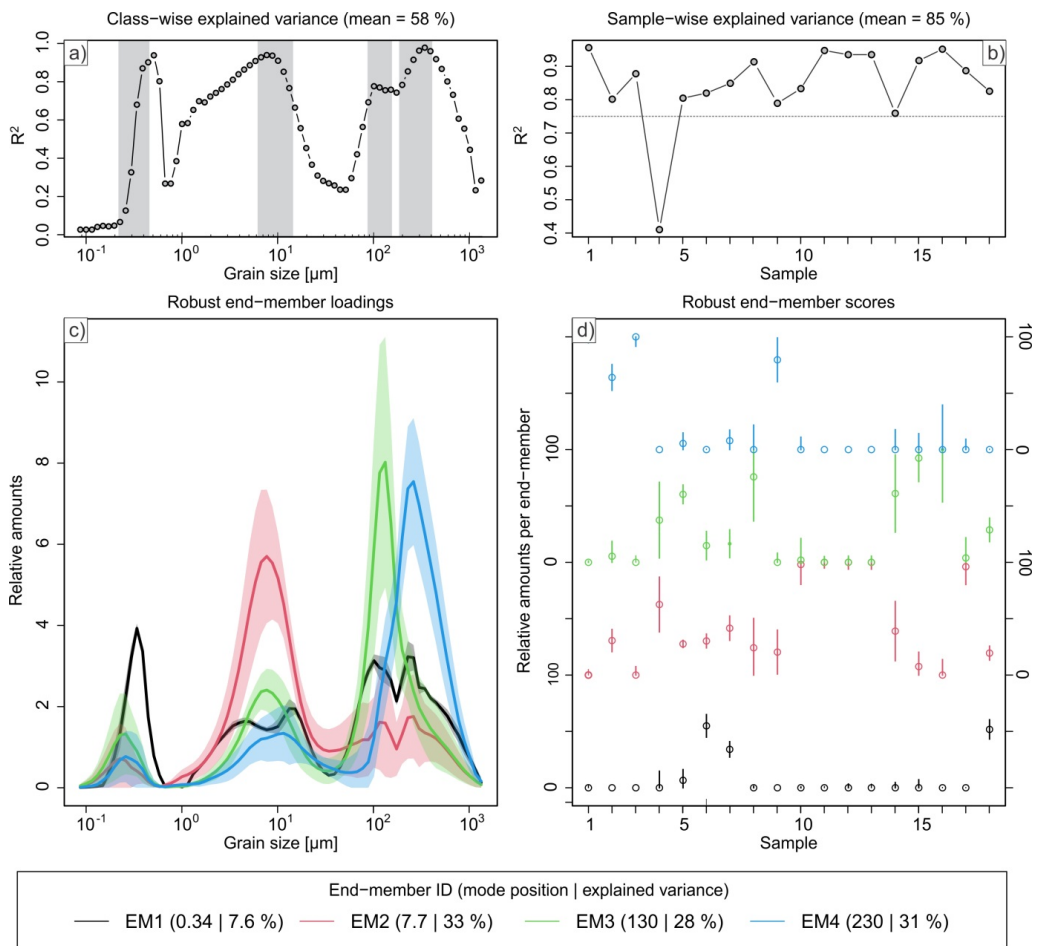 Class−wise explained variance (mean = 58 %)
a)
R²
0.0 0.2 0.4 0.6 0.8 1.0
10⁻¹ 10⁰ 10¹ 10² 10³
Grain size [µm]
Sample−wise explained variance (mean = 85 %)
b)
R²
0.4 0.5 0.6 0.7 0.8 0.9
1 5 10 15
Sample
Robust end−member loadings
c)
Relative amounts
0 2 4 6 8 10
10⁻¹ 10⁰ 10¹ 10² 10³
Grain size [µm]
Robust end−member scores
d)
Relative amounts per end−member
0 100 0 100
0 100 0 100
1 5 10 15
Sample
End−member ID (mode position | explained variance)
EM1 (0.34 | 7.6 %) EM2 (7.7 | 33 %) EM3 (130 | 28 %) EM4 (230 | 31 %)